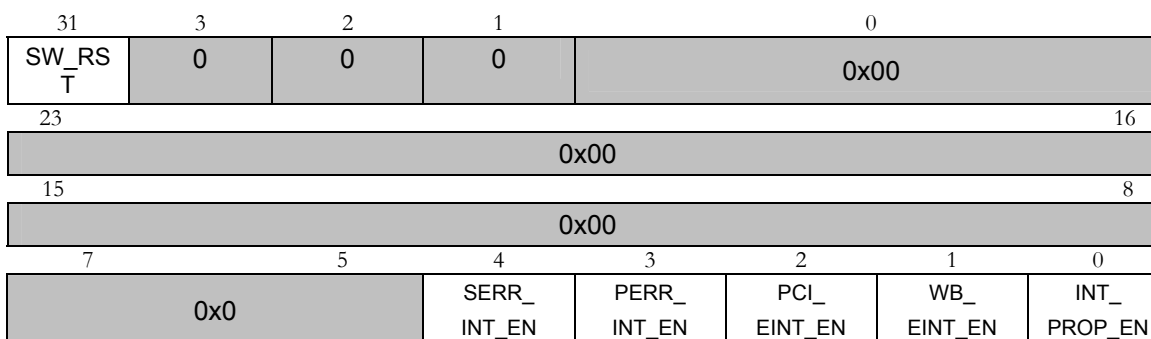 31 3 2 1 0
SW_RS
T 0 0 0 0x00
23 16
0x00
15 8
0x00
7 5 4 3 2 1 0
0x0 SERR_ PERR_ PCI_ WB_ INT_
INT_EN INT_EN EINT_EN EINT_EN PROP_EN